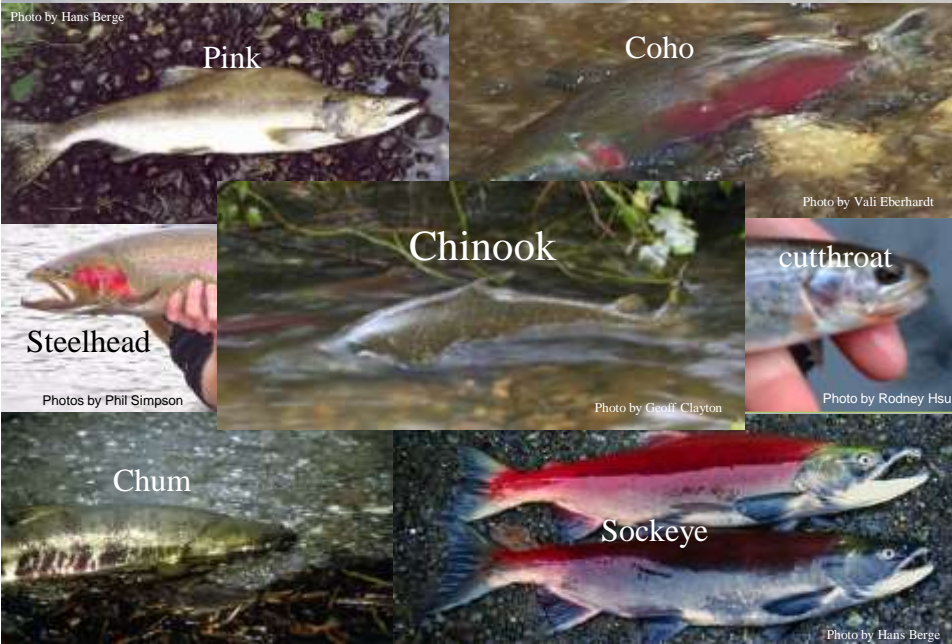 Photo by Hans Berge
Pink
Coho
Photo by Vali Eberhardt
Chinook
cutthroat
Steelhead
Photos by Phil Simpson
Photo by Geoff Clayton
Photo by Rodney Hsu
Chum
Sockeye
Photo by Hans Berge